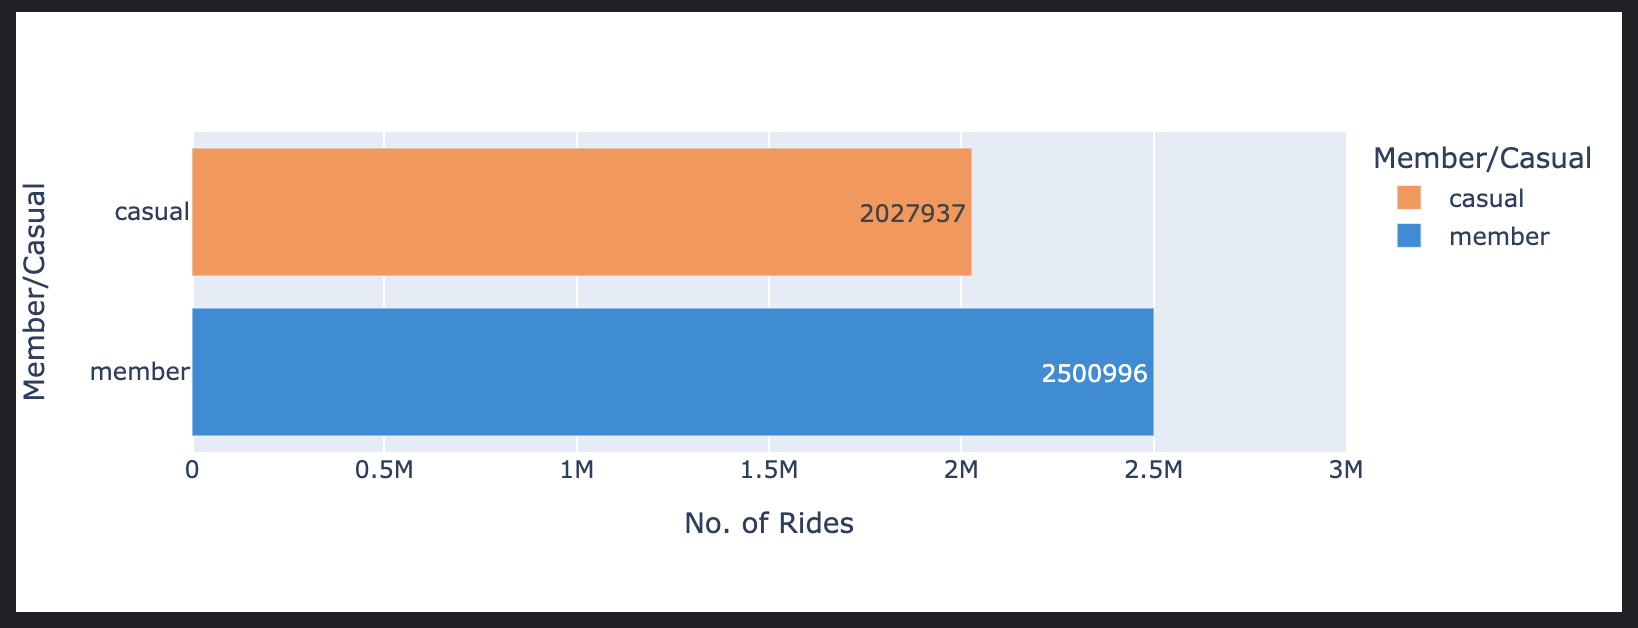 Member/Casual
casual
2027937
member
2500996
0 0.5M 1M 1.5M 2M 2.5M 3M
No. of Rides
Member/Casual
casual
member